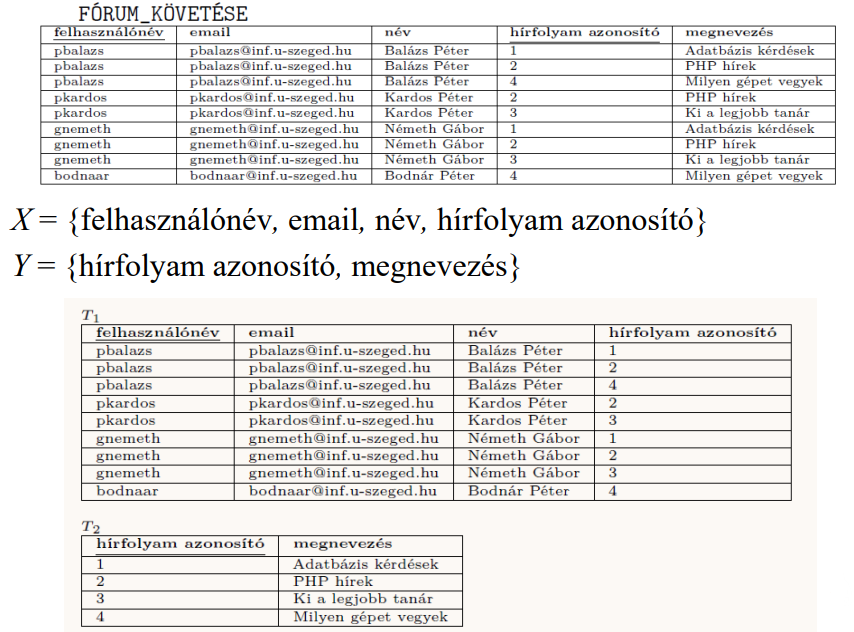 FÓRUM_KÖVETÉSE
felhasználónév email név hírfolyam azonosító megnevezés
pbalazs pbalazs@inf.u-szeged.hu Balázs Péter 1 Adatbázis kérdések
pbalazs pbalazs@inf.u-szeged.hu Balázs Péter 2 PHP hírek
pbalazs pbalazs@inf.u-szeged.hu Balázs Péter 4 Milyen gépet vegyek
pkardos pkardos@inf.u-szeged.hu Kardos Péter 2 PHP hírek
pkardos pkardos@inf.u-szeged.hu Kardos Péter 3 Ki a legjobb tanár
gnemeth gnemeth@inf.u-szeged.hu Németh Gábor 1 Adatbázis kérdések
gnemeth gnemeth@inf.u-szeged.hu Németh Gábor 2 PHP hírek
gnemeth gnemeth@inf.u-szeged.hu Németh Gábor 3 Ki a legjobb tanár
bodnaar bodnaar@inf.u-szeged.hu Bodnár Péter 4 Milyen gépet vegyek
X = {felhasználónév, email, név, hírfolyam azonosító}
Y = {hírfolyam azonosító, megnevezés}
T1
felhasználónév email név hírfolyam azonosító
pbalazs pbalazs@inf.u-szeged.hu Balázs Péter 1
pbalazs pbalazs@inf.u-szeged.hu Balázs Péter 2
pbalazs pbalazs@inf.u-szeged.hu Balázs Péter 4
pkardos pkardos@inf.u-szeged.hu Kardos Péter 2
pkardos pkardos@inf.u-szeged.hu Kardos Péter 3
gnemeth gnemeth@inf.u-szeged.hu Németh Gábor 1
gnemeth gnemeth@inf.u-szeged.hu Németh Gábor 2
gnemeth gnemeth@inf.u-szeged.hu Németh Gábor 3
bodnaar bodnaar@inf.u-szeged.hu Bodnár Péter 4
T2
hírfolyam azonosító megnevezés
1 Adatbázis kérdések
2 PHP hírek
3 Ki a legjobb tanár
4 Milyen gépet vegyek